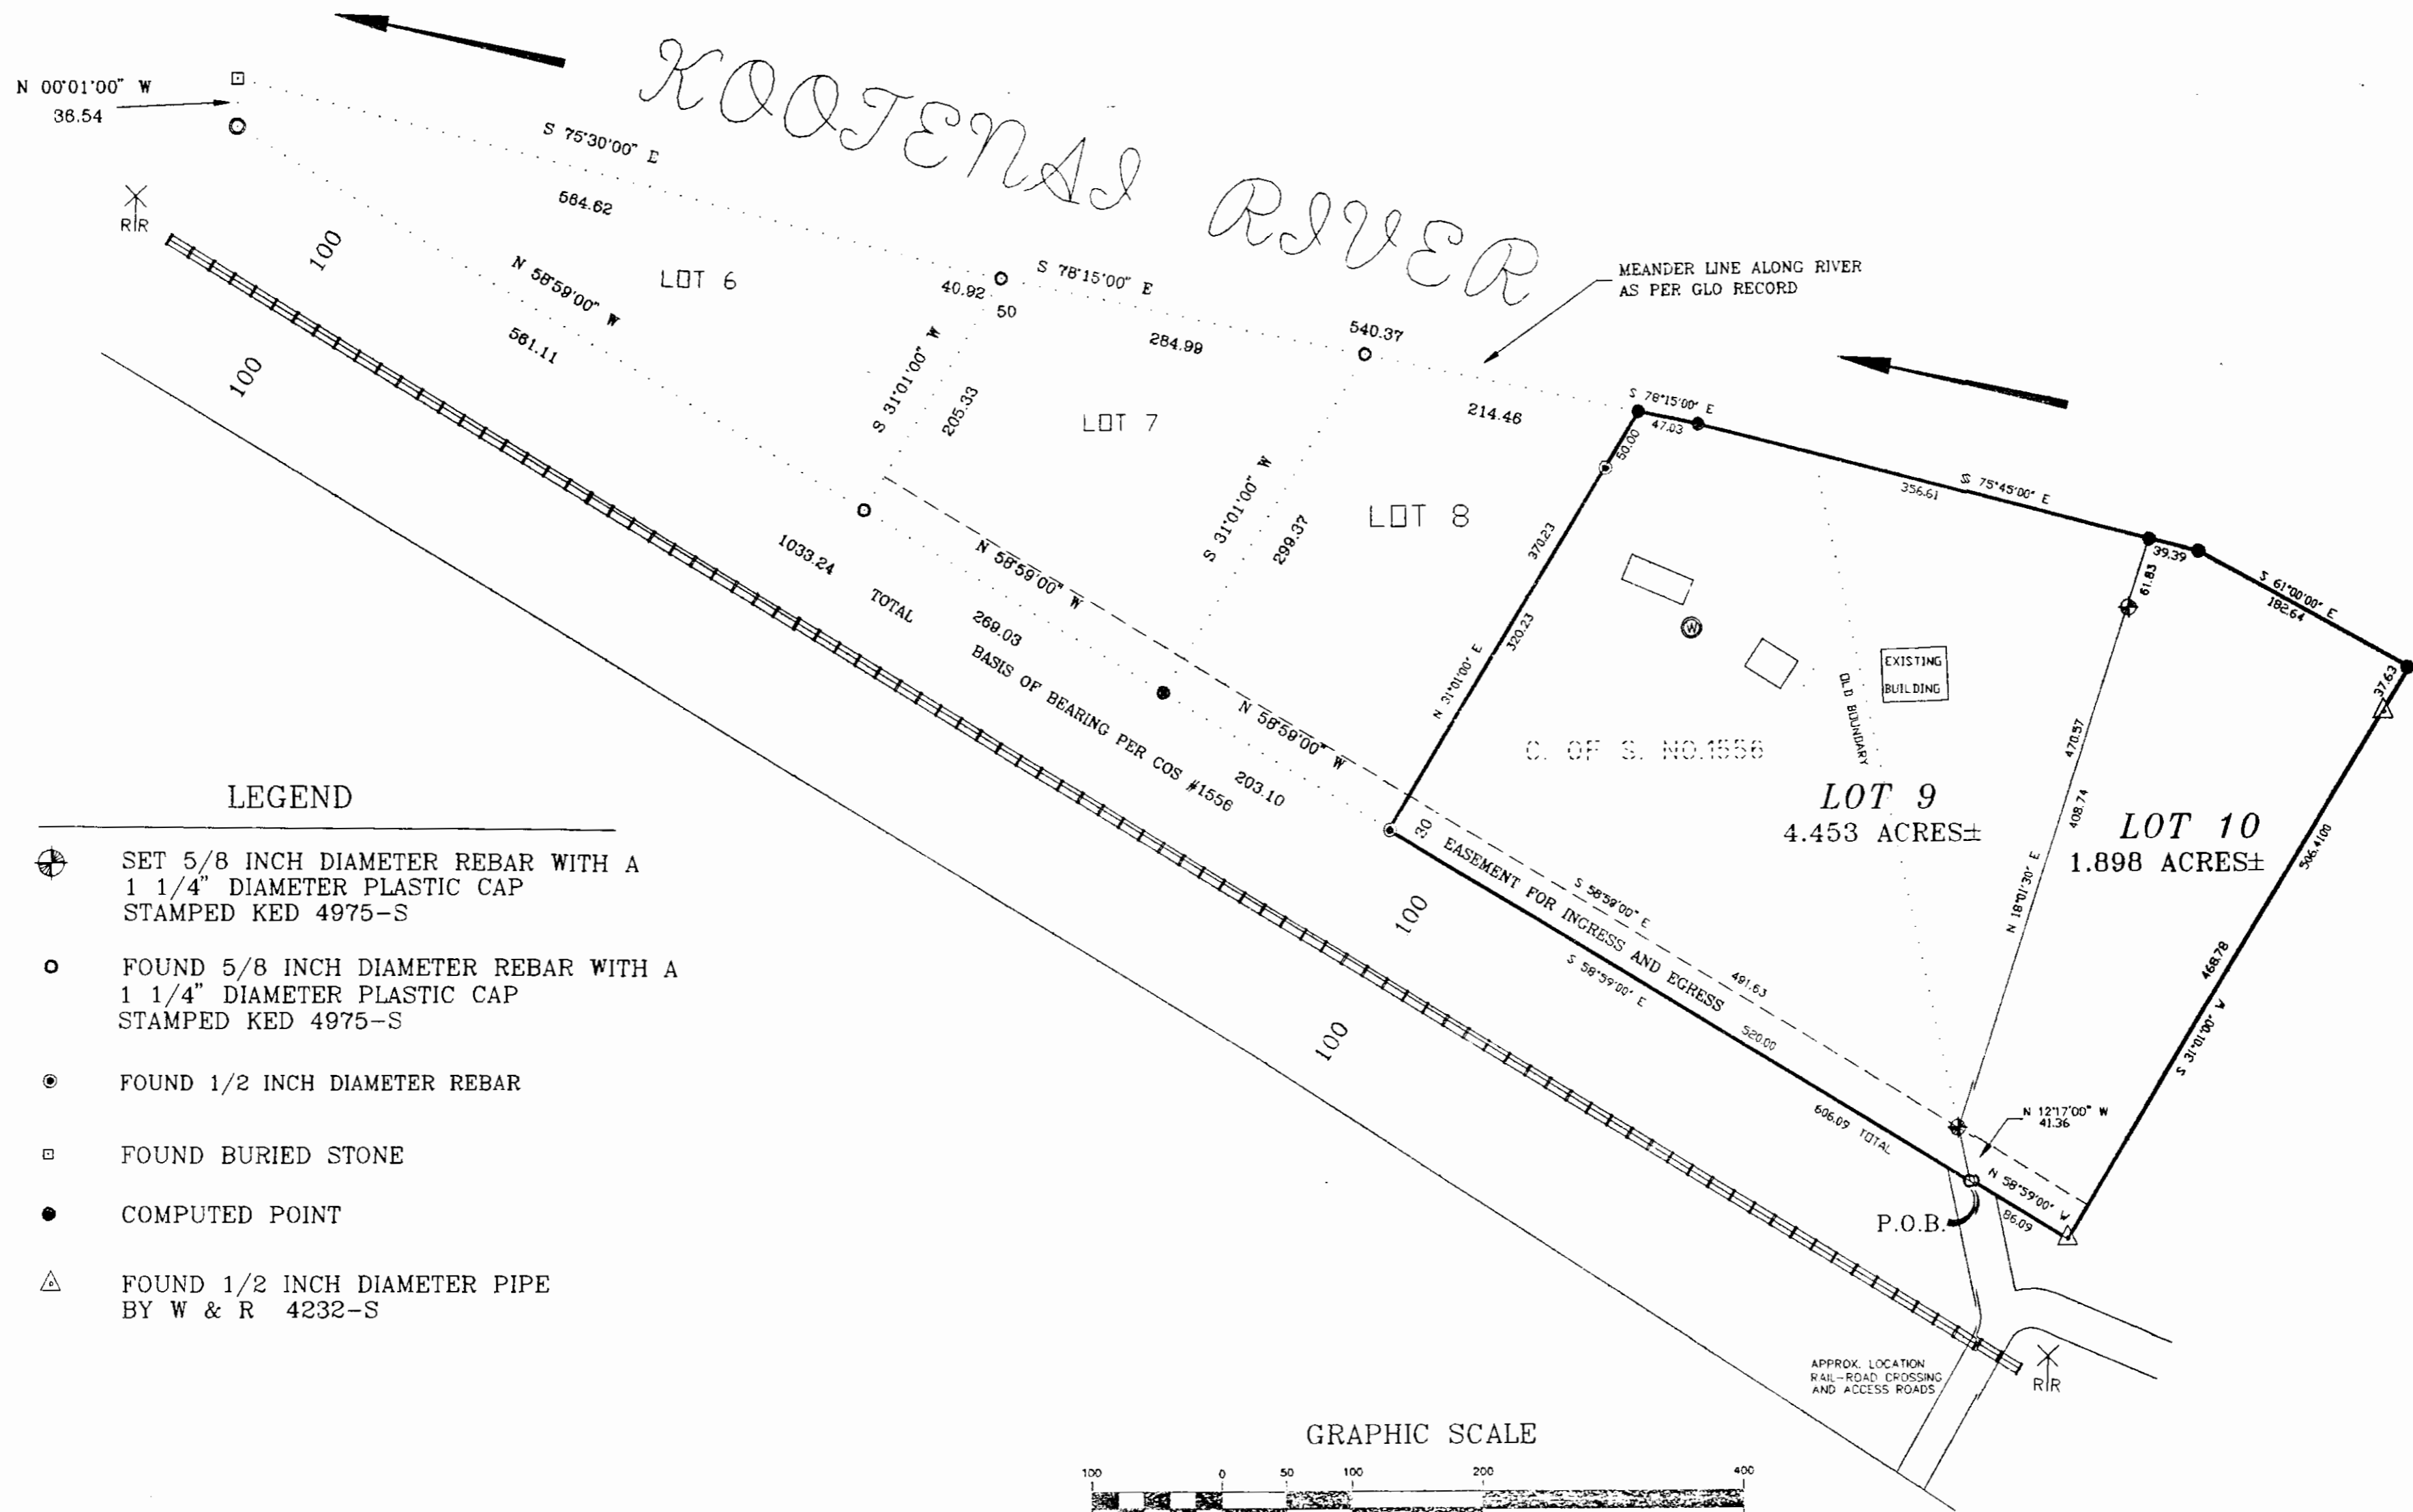 KOOTENAI RIVER
N 00°01'00" W
36.54
S 75°30'00" E
584.62
RR
100
100
N 58°59'00" W
561.11
LOT 6
40.92
50
S 78°15'00" E
284.99
540.37
MEANDER LINE ALONG RIVER
AS PER GLO RECORD
S 31°01'00" W
205.33
LOT 7
S 31°01'00" W
299.37
214.46
LOT 8
S 78°15'00" E
47.03
50.00
S 75°45'00" E
356.61
39.39
61.83
S 61°00'00" E
182.64
37.63
370.23
320.23
N 31°01'00" E
W
EXISTING
BUILDING
OLD BOUNDARY
470.57
408.74
N 18°01'30" E
C. OF S. NO.1556
LOT 9
4.453 ACRES±
LOT 10
1.898 ACRES±
506.4100
468.78
S 31°01'00" W
1033.24
TOTAL
N 58°59'00" W
269.03
BASIS OF BEARING PER COS #1556
N 58°59'00" W
203.10
30
EASEMENT FOR INGRESS AND EGRESS
S 58°59'00" E
491.63
S 58°59'00" E
520.00
606.09 TOTAL
100
100
N 12°17'00" W
41.36
N 58°59'00" W
86.09
P.O.B.
APPROX. LOCATION
RAIL-ROAD CROSSING
AND ACCESS ROADS
RR
LEGEND
SET 5/8 INCH DIAMETER REBAR WITH A
1 1/4" DIAMETER PLASTIC CAP
STAMPED KED 4975-S
FOUND 5/8 INCH DIAMETER REBAR WITH A
1 1/4" DIAMETER PLASTIC CAP
STAMPED KED 4975-S
FOUND 1/2 INCH DIAMETER REBAR
FOUND BURIED STONE
COMPUTED POINT
FOUND 1/2 INCH DIAMETER PIPE
BY W & R 4232-S
GRAPHIC SCALE
100 0 50 100 200 400